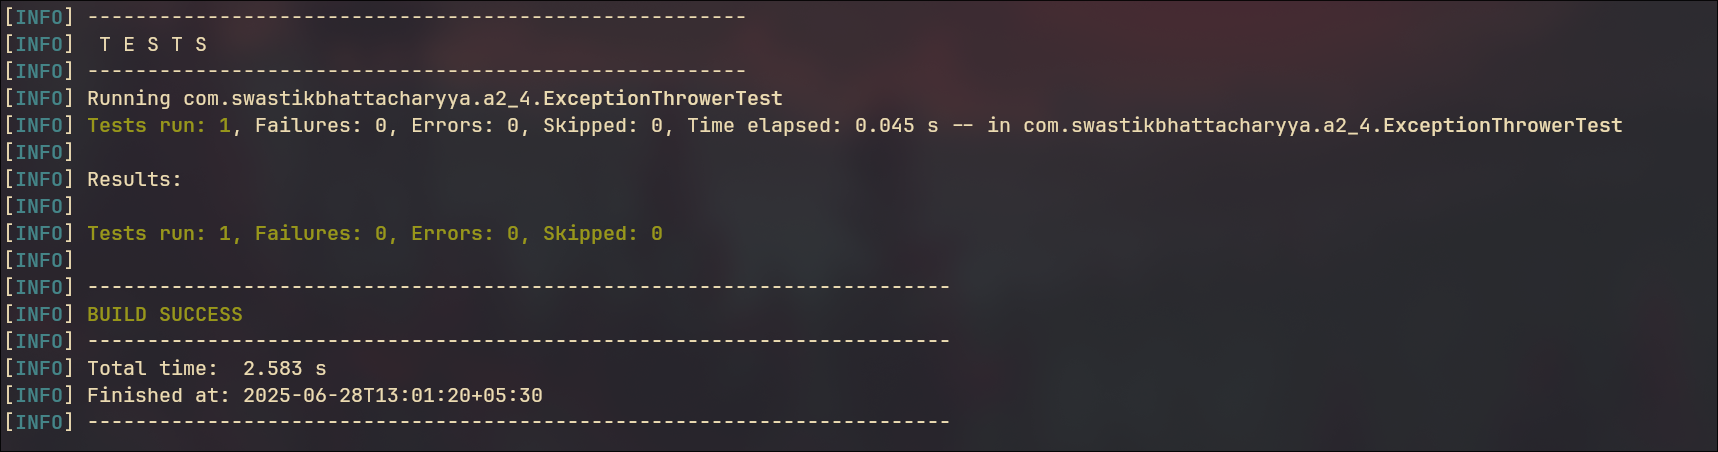 [INFO] -------------------------------------------------------
[INFO]  T E S T S
[INFO] -------------------------------------------------------
[INFO] Running com.swastikbhattacharyya.a2_4.ExceptionThrowerTest
[INFO] Tests run: 1, Failures: 0, Errors: 0, Skipped: 0, Time elapsed: 0.045 s -- in com.swastikbhattacharyya.a2_4.ExceptionThrowerTest
[INFO]
[INFO] Results:
[INFO]
[INFO] Tests run: 1, Failures: 0, Errors: 0, Skipped: 0
[INFO]
[INFO] ------------------------------------------------------------------------
[INFO] BUILD SUCCESS
[INFO] ------------------------------------------------------------------------
[INFO] Total time:  2.583 s
[INFO] Finished at: 2025-06-28T13:01:20+05:30
[INFO] ------------------------------------------------------------------------